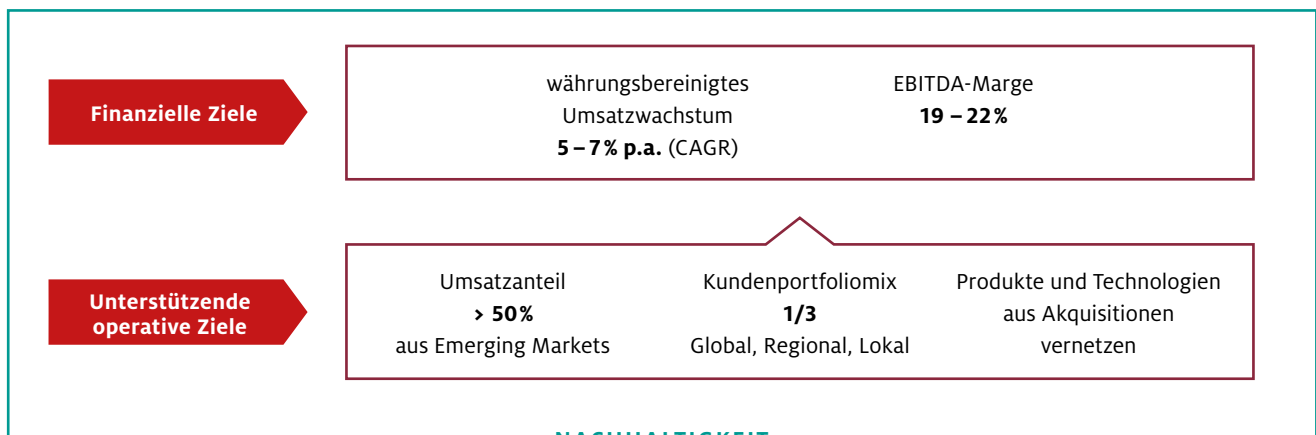 Finanzielle Ziele
währungsbereinigtes
Umsatzwachstum
5 – 7 % p.a. (CAGR)
EBITDA-Marge
19 – 22 %
Unterstützende
operative Ziele
Umsatzanteil
> 50 %
aus Emerging Markets
Kundenportfoliomix
1/3
Global, Regional, Lokal
Produkte und Technologien
aus Akquisitionen
vernetzen
NACHHALTIGKEIT